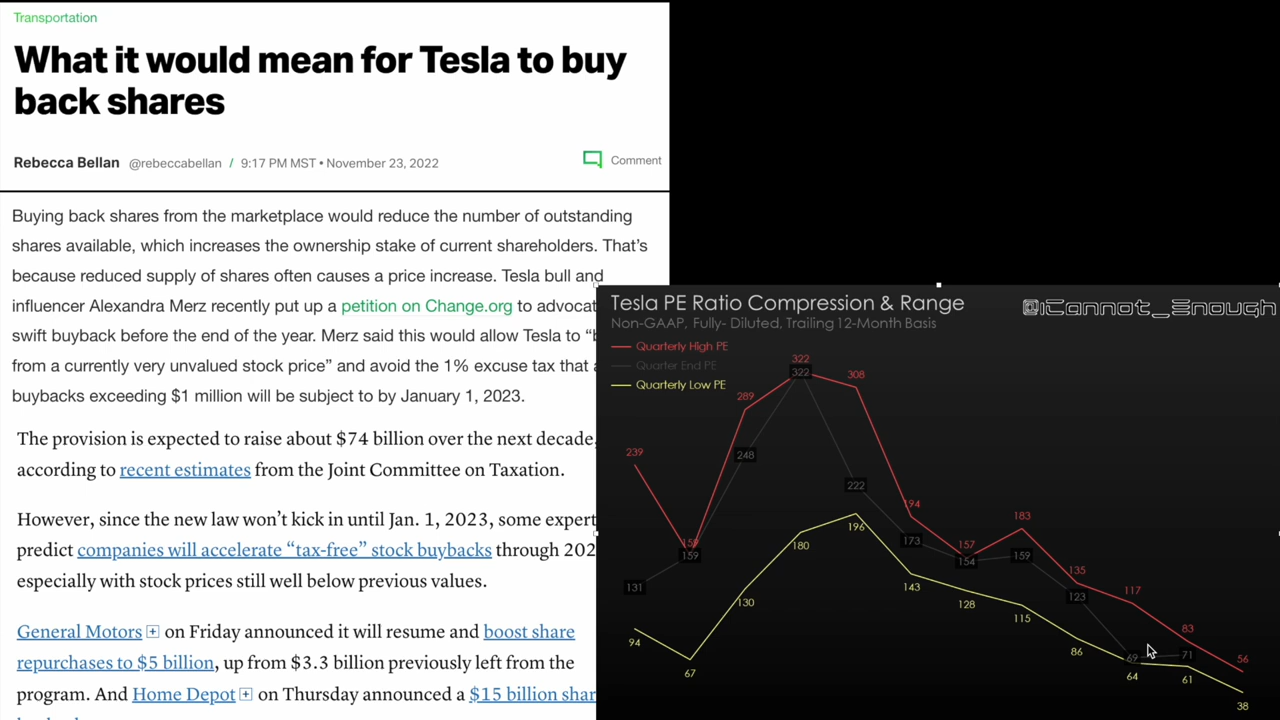 Transportation
What it would mean for Tesla to buy
back shares
Rebecca Bellan @rebeccabellan / 9:17 PM MST • November 23, 2022
Comment
Buying back shares from the marketplace would reduce the number of outstanding
shares available, which increases the ownership stake of current shareholders. That’s
because reduced supply of shares often causes a price increase. Tesla bull and
influencer Alexandra Merz recently put up a petition on Change.org to advocat
swift buyback before the end of the year. Merz said this would allow Tesla to “b
from a currently very unvalued stock price” and avoid the 1% excuse tax that a
buybacks exceeding $1 million will be subject to by January 1, 2023.
The provision is expected to raise about $74 billion over the next decade,
according to recent estimates from the Joint Committee on Taxation.
However, since the new law won’t kick in until Jan. 1, 2023, some expert
predict companies will accelerate “tax-free” stock buybacks through 202
especially with stock prices still well below previous values.
General Motors + on Friday announced it will resume and boost share
repurchases to $5 billion, up from $3.3 billion previously left from the
program. And Home Depot + on Thursday announced a $15 billion shar
Tesla PE Ratio Compression & Range
@iCannot_Enough
Non-GAAP, Fully- Diluted, Trailing 12-Month Basis
Quarterly High PE
Quarter End PE
Quarterly Low PE
239 159 289 322 308 194 157 183 135 117 83 56
131 159 248 322 222 173 154 159 123 69 71
94 67 130 180 196 143 128 115 86 64 61 38